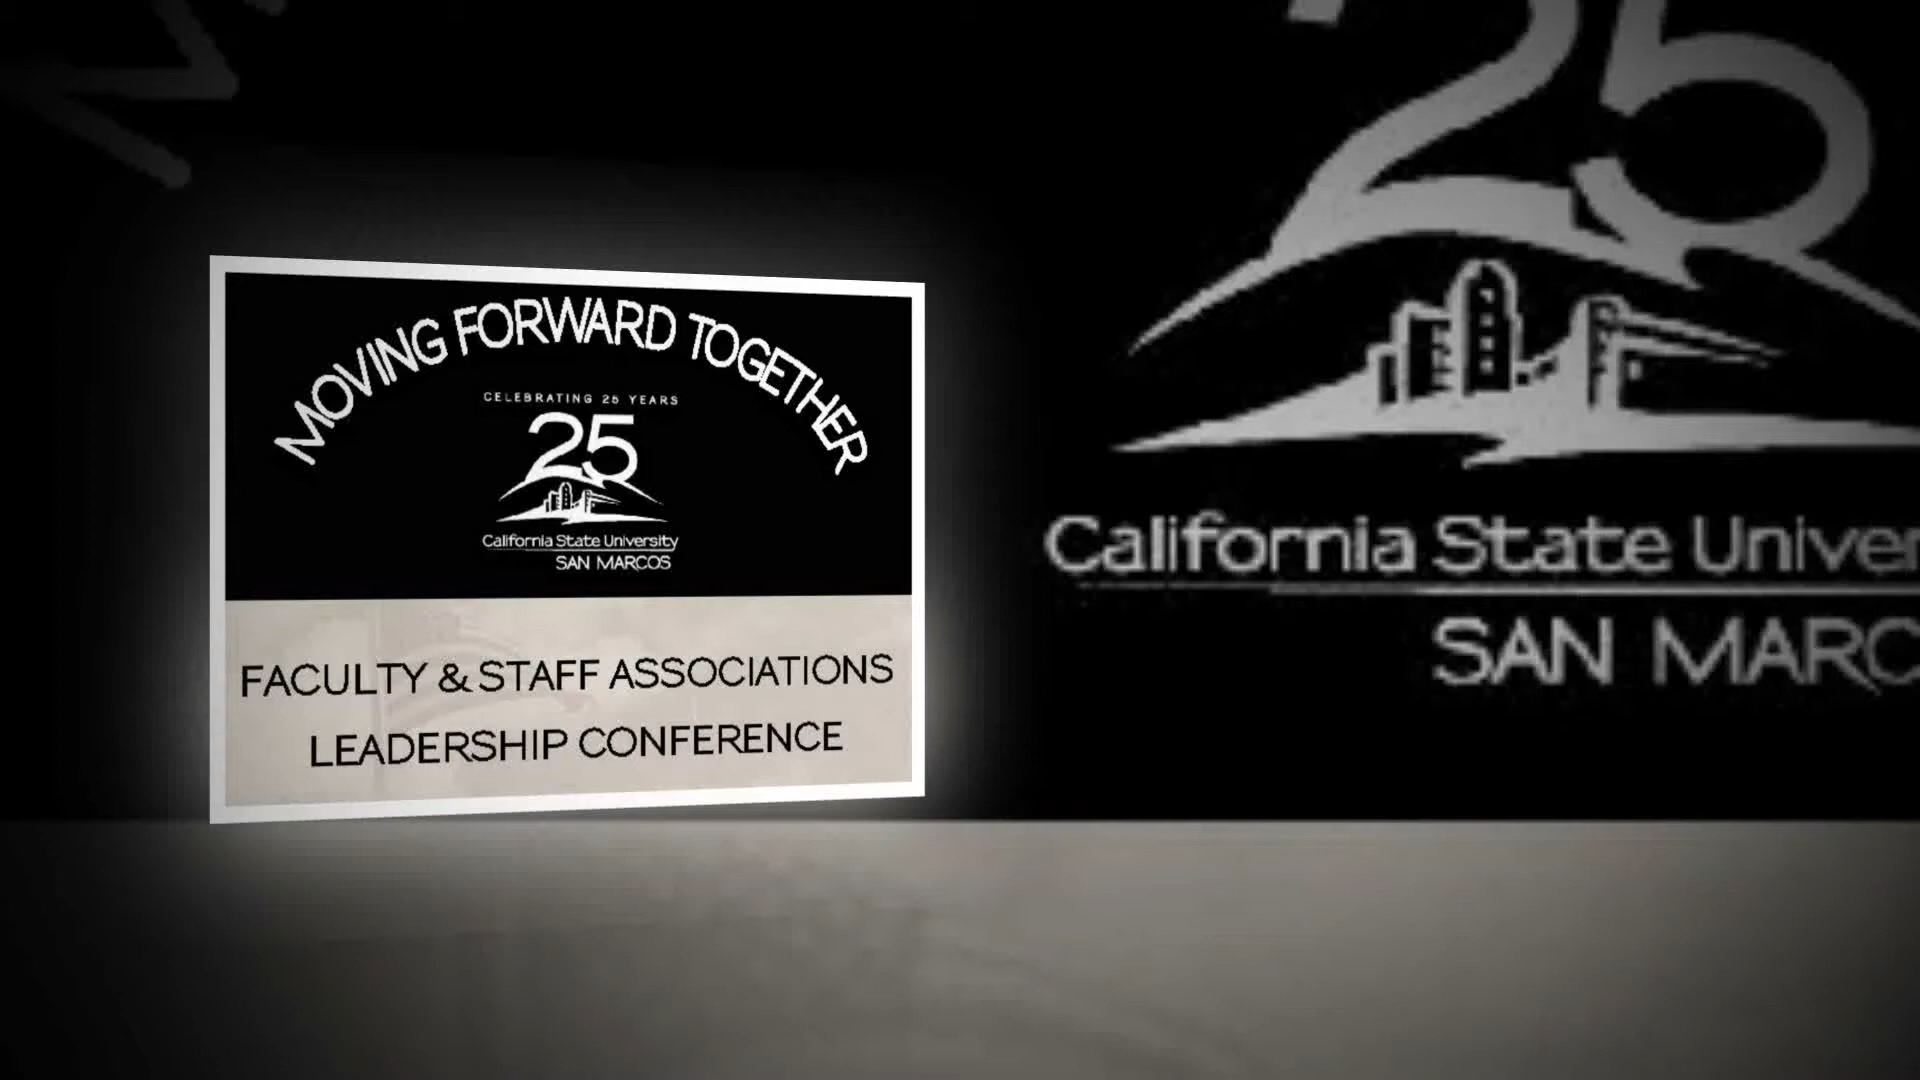 MOVING FORWARD TOGETHER
CELEBRATING 25 YEARS
25
California State University
SAN MARCOS
FACULTY & STAFF ASSOCIATIONS
LEADERSHIP CONFERENCE
25
California State Univer
SAN MARC